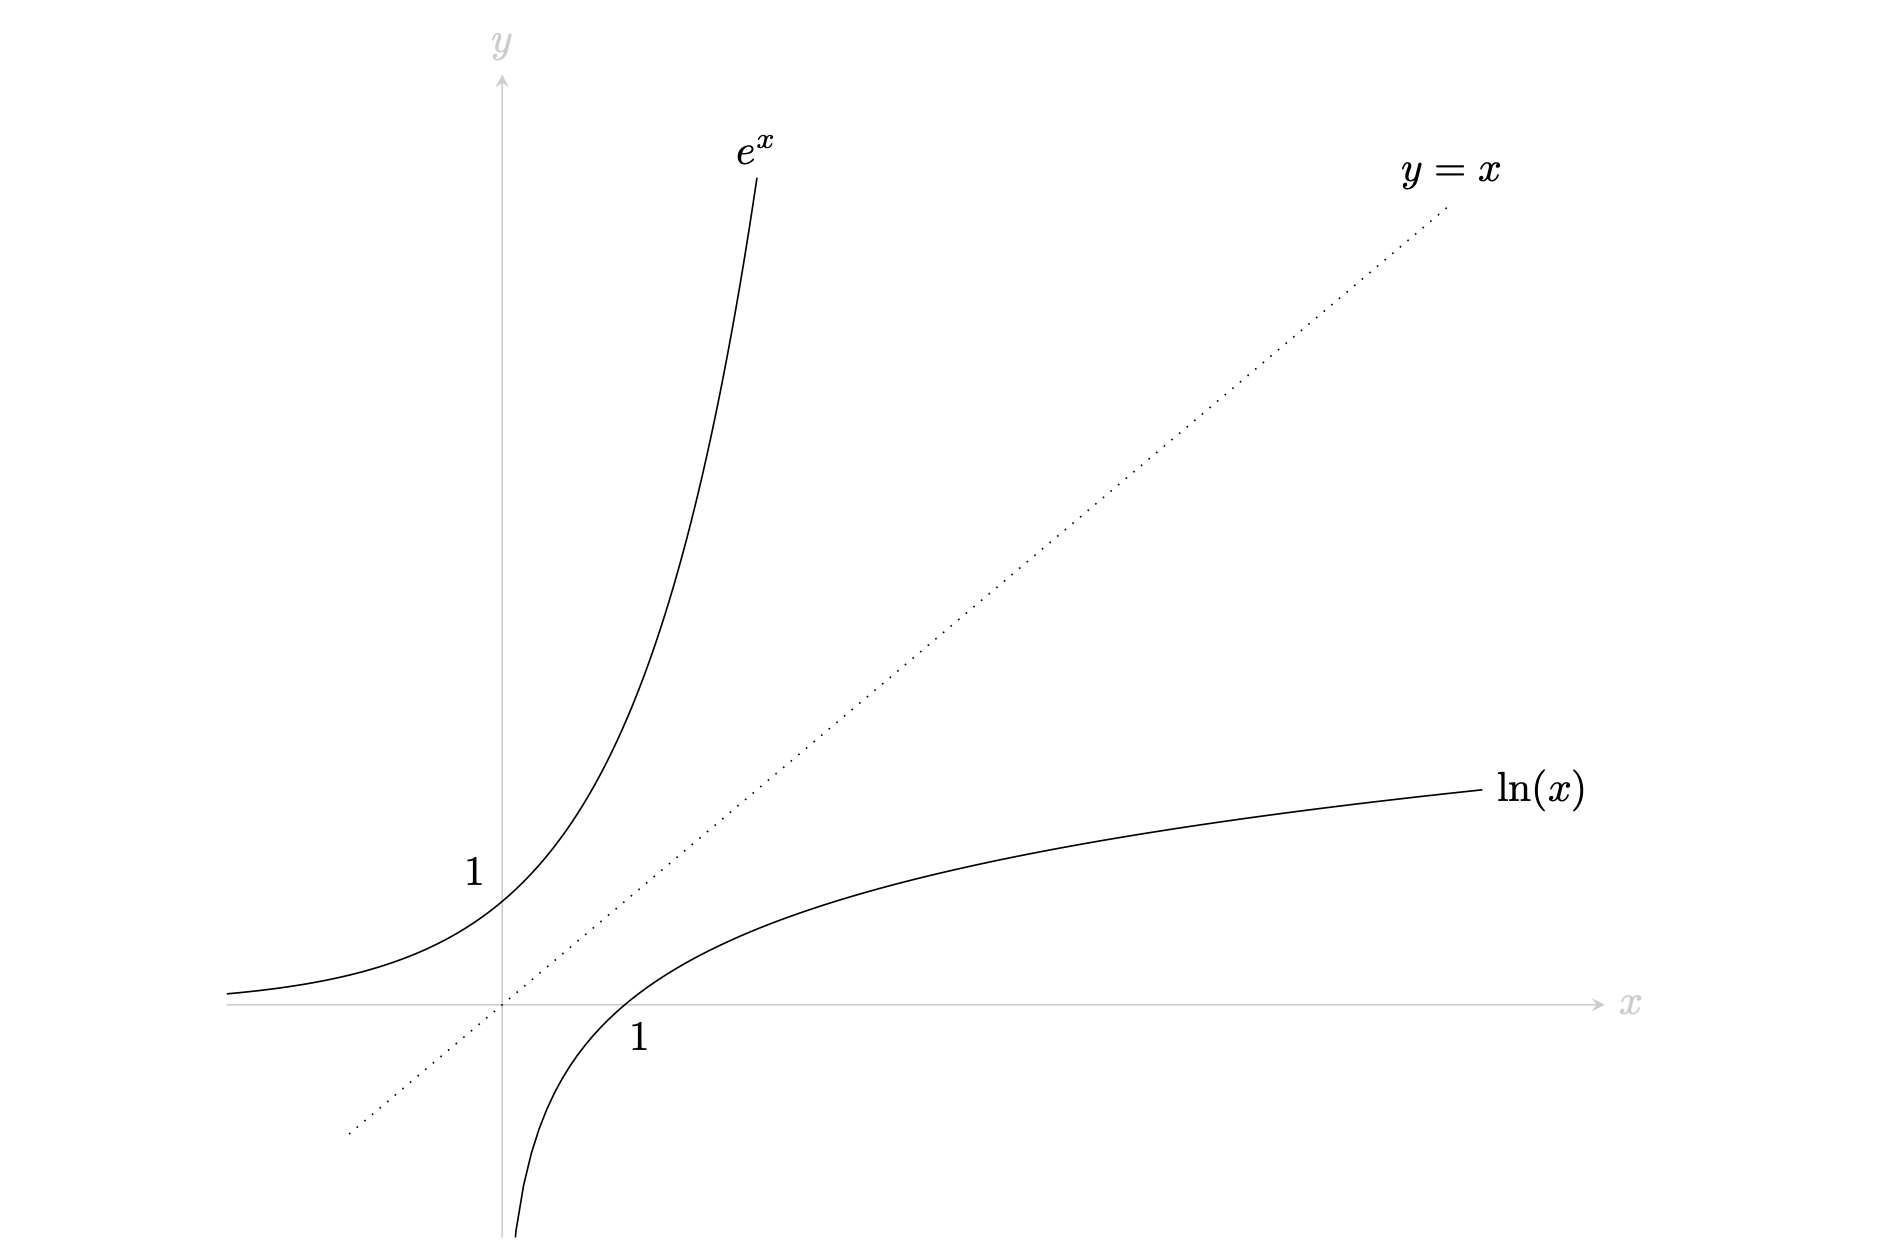 y
e^x
y = x
ln(x)
1
x
1